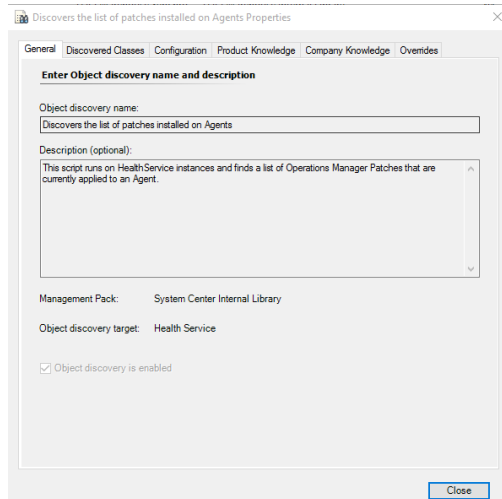 Discovers the list of patches installed on Agents Properties
General Discovered Classes Configuration Product Knowledge Company Knowledge Overrides
Enter Object discovery name and description
Object discovery name:
Discovers the list of patches installed on Agents
Description (optional):
This script runs on HealthService instances and finds a list of Operations Manager Patches that are
currently applied to an Agent.
Management Pack: System Center Internal Library
Object discovery target: Health Service
Object discovery is enabled
Close